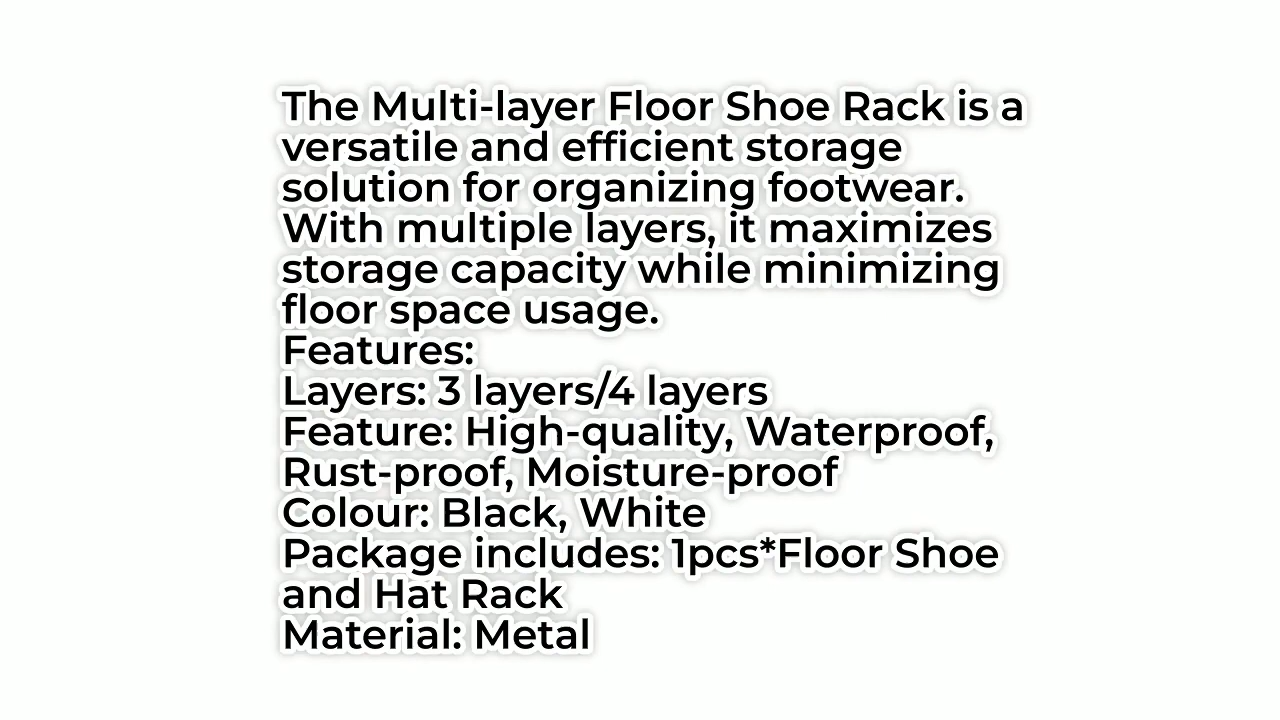 The Multi-layer Floor Shoe Rack is a
versatile and efficient storage
solution for organizing footwear.
With multiple layers, it maximizes
storage capacity while minimizing
floor space usage.
Features:
Layers: 3 layers/4 layers
Feature: High-quality, Waterproof,
Rust-proof, Moisture-proof
Colour: Black, White
Package includes: 1pcs*Floor Shoe
and Hat Rack
Material: Metal